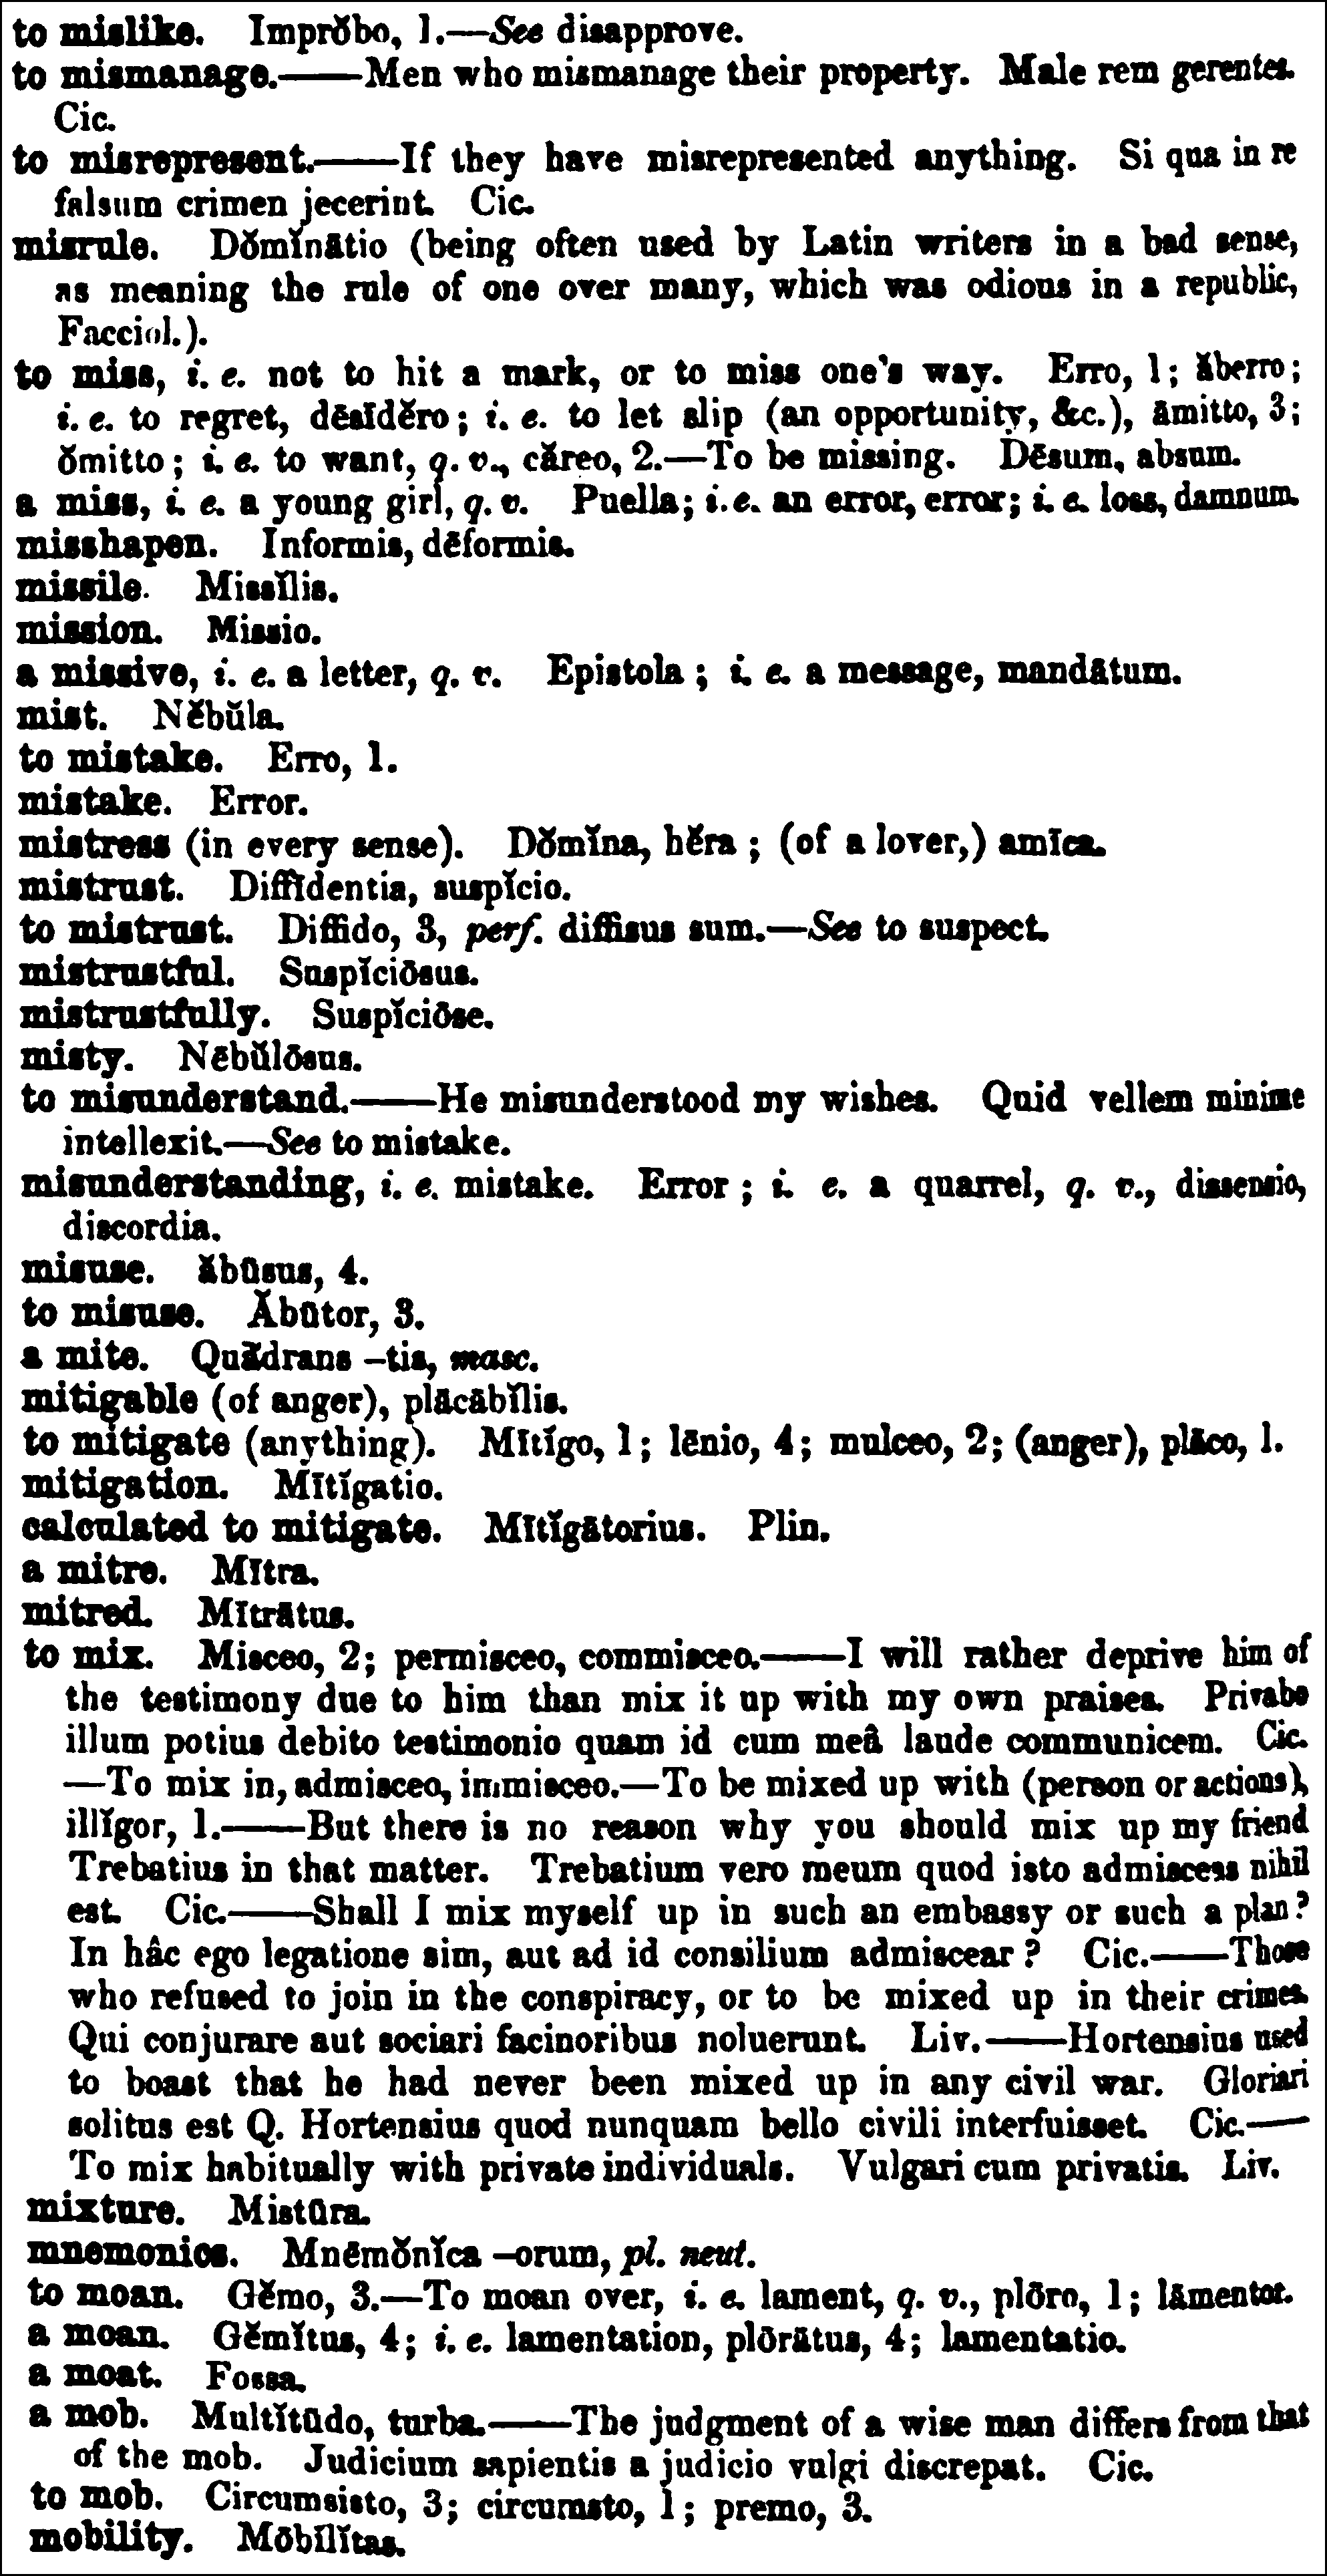 to mislike. Imprŏbo, 1.—See disapprove.
to mismanage.——Men who mismanage their property. Male rem gerentes.
Cic.
to misrepresent.——If they have misrepresented anything. Si qua in re
falsum crimen jecerint. Cic.
misrule. Dŏmĭnātio (being often used by Latin writers in a bad sense,
as meaning the rule of one over many, which was odious in a republic,
Facciol.).
to miss, i. e. not to hit a mark, or to miss one's way. Erro, 1; ăberro;
i. e. to regret, dēsīdĕro; i. e. to let slip (an opportunity, &c.), āmitto, 3;
ŏmitto; i. e. to want, q. v., căreo, 2.—To be missing. Dēsum, absum.
a miss, i. e. a young girl, q. v. Puella; i. e. an error, error; i. e. loss, damnum.
misshapen. Informis, dēformis.
missile. Missĭlis.
mission. Missio.
a missive, i. e. a letter, q. v. Epistola; i. e. a message, mandātum.
mist. Nĕbŭla.
to mistake. Erro, 1.
mistake. Error.
mistress (in every sense). Dŏmĭna, hĕra; (of a lover,) amīca.
mistrust. Diffīdentia, suspĭcio.
to mistrust. Diffido, 3, perf. diffisus sum.—See to suspect.
mistrustful. Suspĭciōsus.
mistrustfully. Suspĭciōse.
misty. Nĕbŭlōsus.
to misunderstand.——He misunderstood my wishes. Quid vellem minime
intellexit.—See to mistake.
misunderstanding, i. e. mistake. Error; i. e. a quarrel, q. v., dissensio,
discordia.
misuse. ăbūsus, 4.
to misuse. Ăbūtor, 3.
a mite. Quădrans –tis, masc.
mitigable (of anger), plācābĭlis.
to mitigate (anything). Mītĭgo, 1; lēnio, 4; mulceo, 2; (anger), plāco, 1.
mitigation. Mītĭgatio.
calculated to mitigate. Mītĭgātorius. Plin.
a mitre. Mītra.
mitred. Mītrātus.
to mix. Misceo, 2; permisceo, commisceo.——I will rather deprive him of
the testimony due to him than mix it up with my own praises. Privabo
illum potius debito testimonio quam id cum meâ laude communicem. Cic.
—To mix in, admisceo, immisceo.—To be mixed up with (person or actions),
illĭgor, 1.——But there is no reason why you should mix up my friend
Trebatius in that matter. Trebatium vero meum quod isto admisceas nihil
est. Cic.——Shall I mix myself up in such an embassy or such a plan?
In hâc ego legatione sim, aut ad id consilium admiscear? Cic.——Those
who refused to join in the conspiracy, or to be mixed up in their crimes.
Qui conjurare aut sociari facinoribus noluerunt. Liv.——Hortensius used
to boast that he had never been mixed up in any civil war. Gloriari
solitus est Q. Hortensius quod nunquam bello civili interfuisset. Cic.——
To mix habitually with private individuals. Vulgari cum privatis. Liv.
mixture. Mistūra.
mnemonics. Mnēmŏnĭca –orum, pl. neut.
to moan. Gĕmo, 3.—To moan over, i. e. lament, q. v., plōro, 1; lāmentor.
a moan. Gĕmĭtus, 4; i. e. lamentation, plōrātus, 4; lamentatio.
a moat. Fossa.
a mob. Multĭtūdo, turba.——The judgment of a wise man differs from that
of the mob. Judicium sapientis a judicio vulgi discrepat. Cic.
to mob. Circumsisto, 3; circumsto, 1; premo, 3.
mobility. Mōbĭlĭtas.